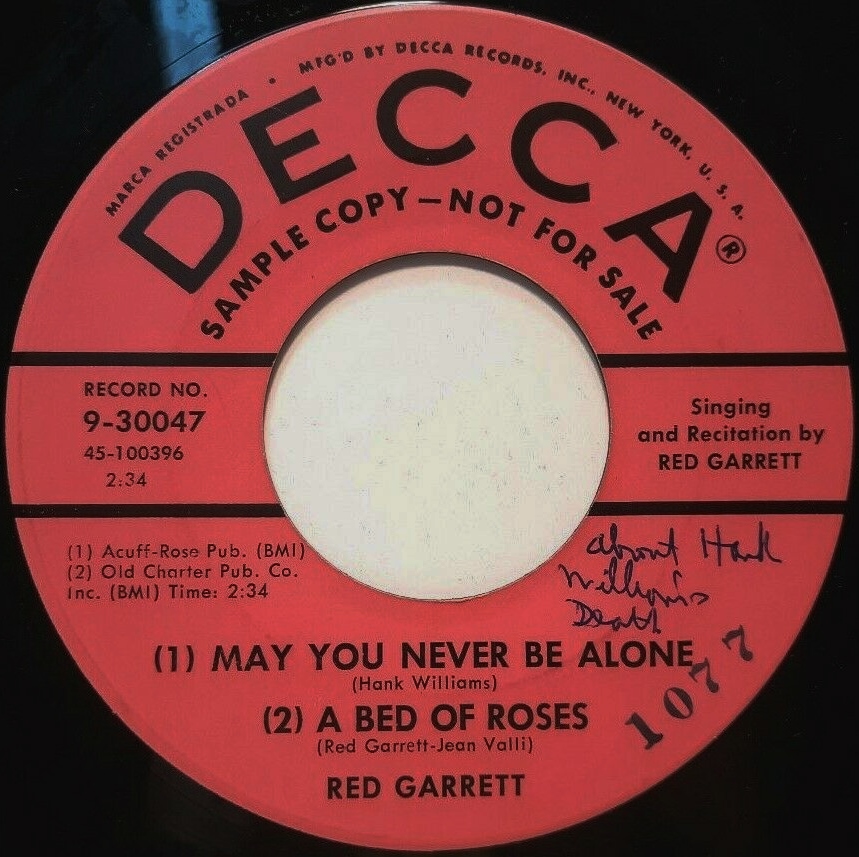 MARCA REGISTRADA • MFG'D BY DECCA RECORDS, INC., NEW YORK, U. S. A.
DECCA®
SAMPLE COPY—NOT FOR SALE
RECORD NO.
9-30047
45-100396
2:34
Singing
and Recitation by
RED GARRETT
(1) Acuff-Rose Pub. (BMI)
(2) Old Charter Pub. Co.
Inc. (BMI) Time: 2:34
about Hank
William's
Death
(1) MAY YOU NEVER BE ALONE
(Hank Williams)
(2) A BED OF ROSES
(Red Garrett-Jean Valli)
RED GARRETT
1077